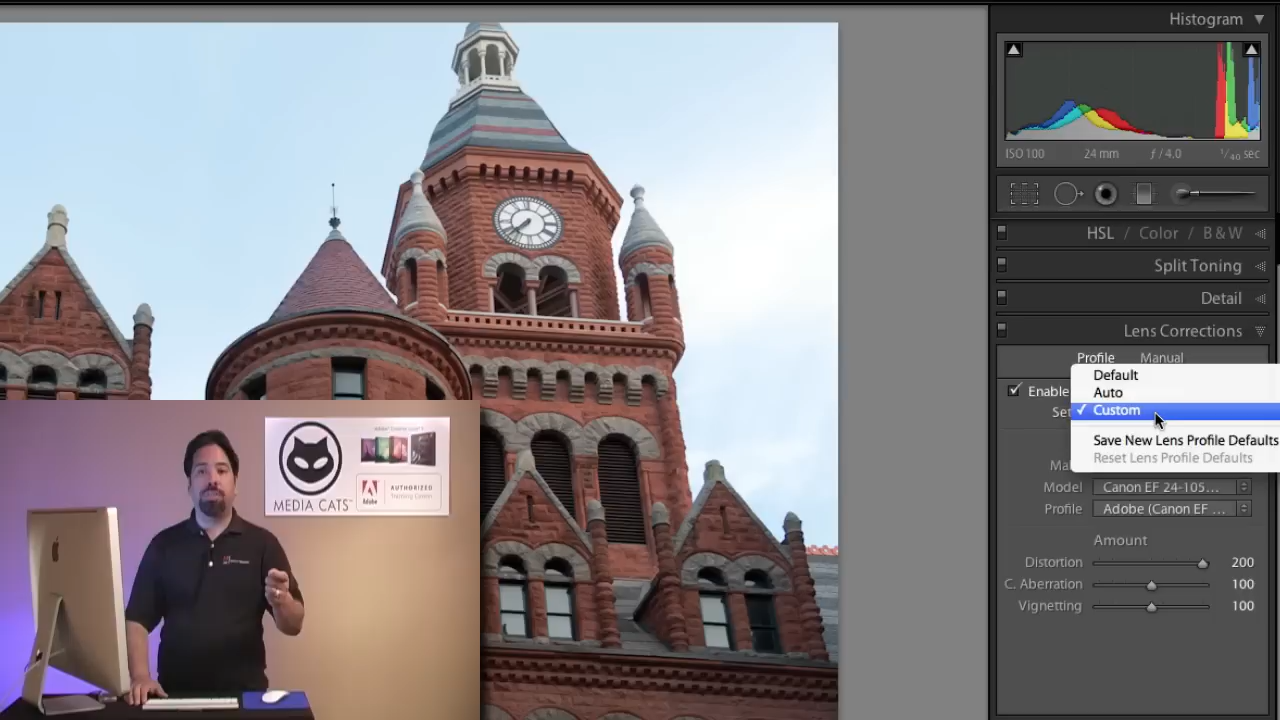 Histogram
ISO 100 24 mm ƒ / 4.0 1/40 sec
HSL / Color / B & W
Split Toning
Detail
Lens Corrections
Profile Manual
Default
Enable
Auto
✓ Custom
Save New Lens Profile Defaults
Reset Lens Profile Defaults
Model Canon EF 24-105...
Profile Adobe (Canon EF ...
Amount
Distortion 200
C. Aberration 100
Vignetting 100
MEDIA CATS
Adobe
AUTHORIZED
Training Center